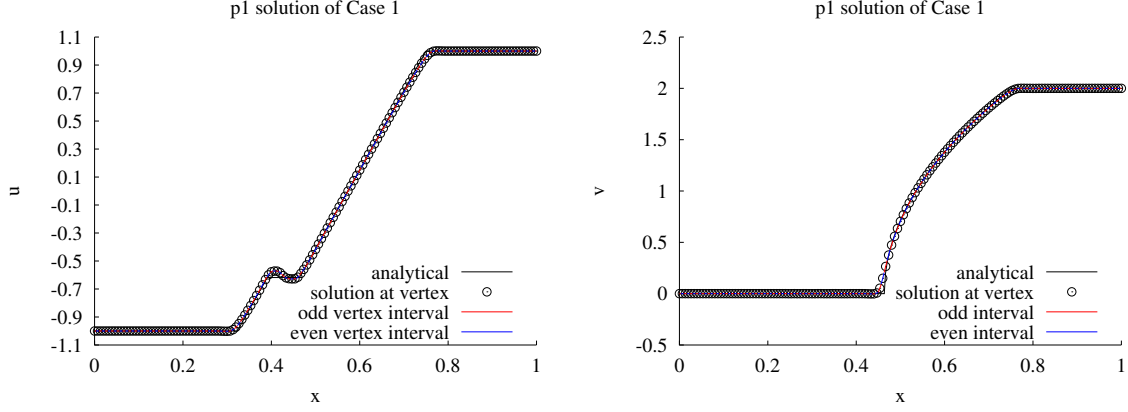 p1 solution of Case 1
1.1
0.9
0.7
0.5
0.3
0.1
-0.1
-0.3
-0.5
-0.7
-0.9
-1.1
u
0
0.2
0.4
0.6
0.8
1
x
analytical
solution at vertex
odd vertex interval
even vertex interval
p1 solution of Case 1
2.5
2
1.5
1
0.5
0
-0.5
v
0
0.2
0.4
0.6
0.8
1
x
analytical
solution at vertex
odd interval
even interval